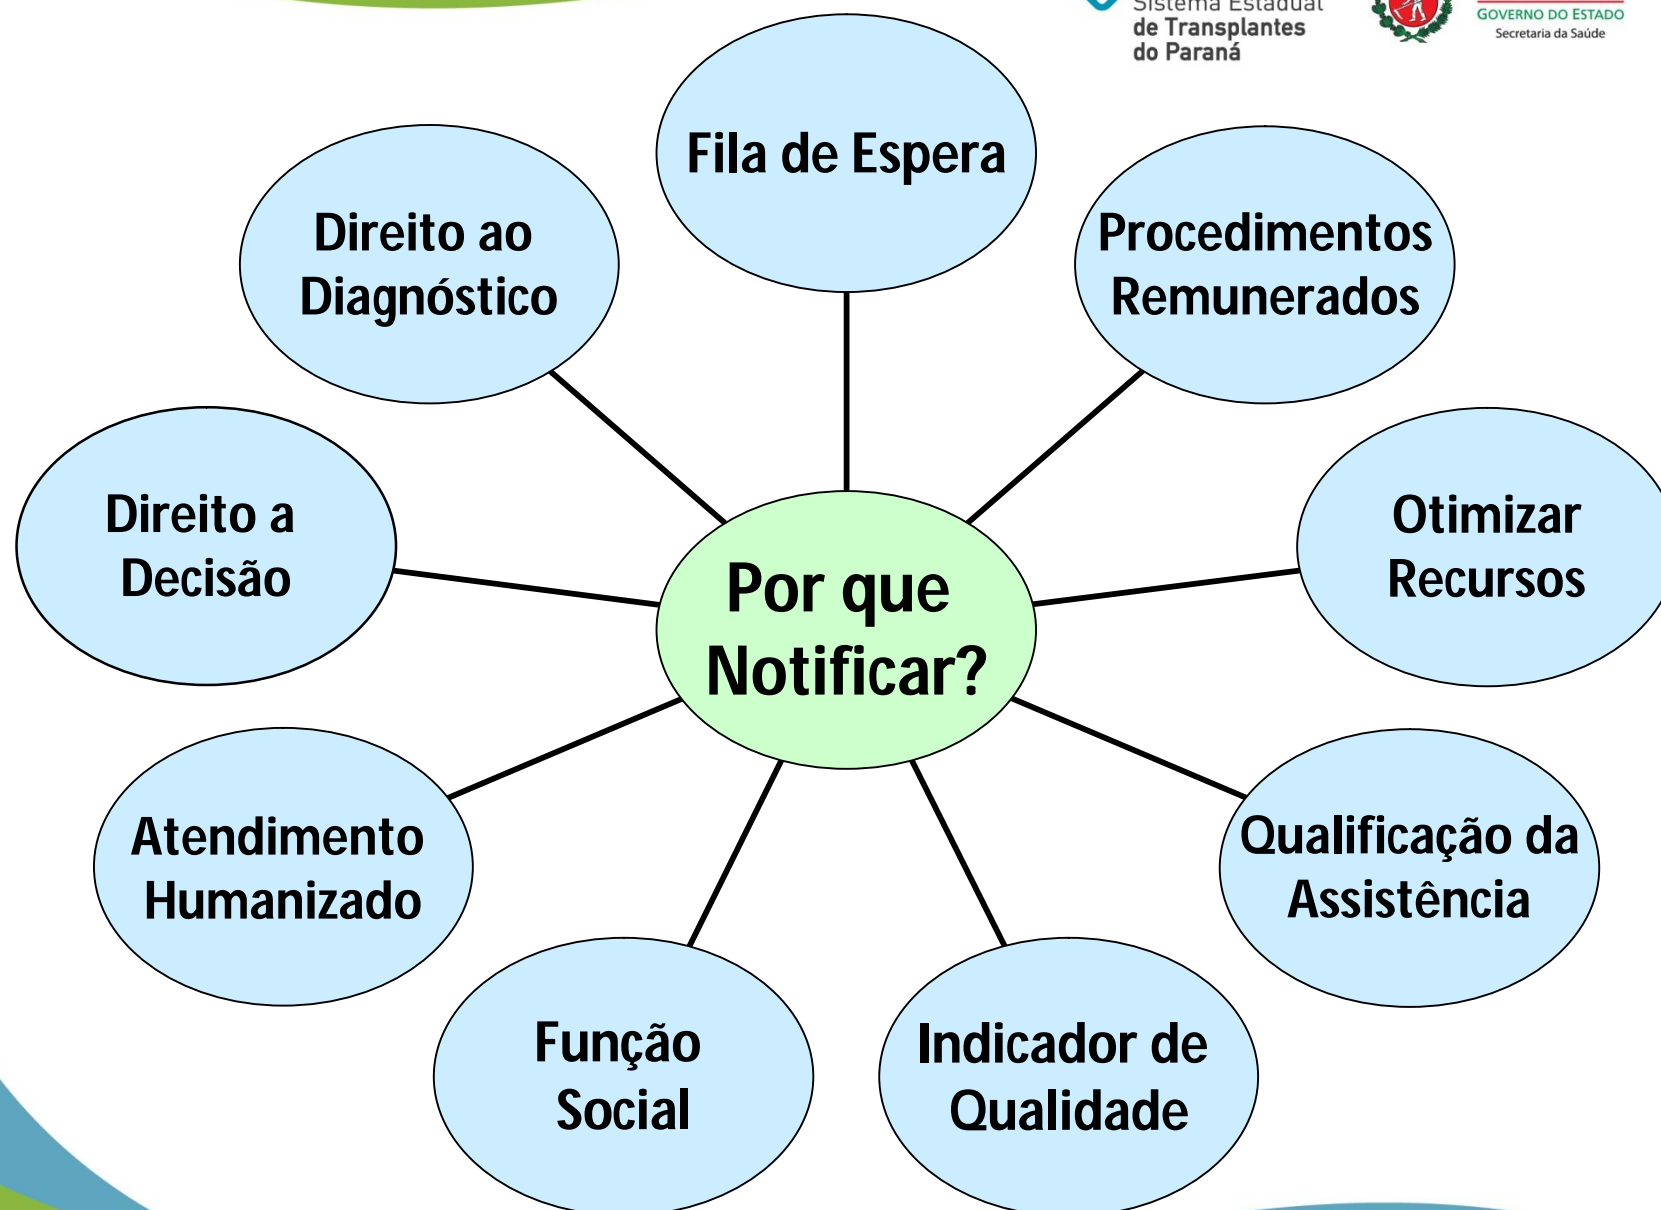 Sistema Estadual
de Transplantes
do Paraná
GOVERNO DO ESTADO
Secretaria da Saúde
Fila de Espera
Procedimentos
Remunerados
Otimizar
Recursos
Qualificação da
Assistência
Indicador de
Qualidade
Função
Social
Atendimento
Humanizado
Direito a
Decisão
Direito ao
Diagnóstico
Por que
Notificar?